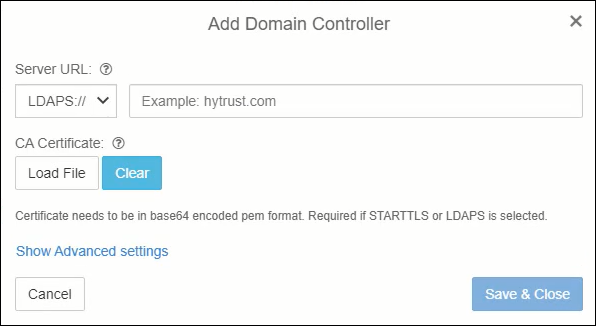 Add Domain Controller ×
Server URL:
LDAPS:// Example: hytrust.com
CA Certificate:
Load File Clear
Certificate needs to be in base64 encoded pem format. Required if STARTTLS or LDAPS is selected.
Show Advanced settings
Cancel Save & Close